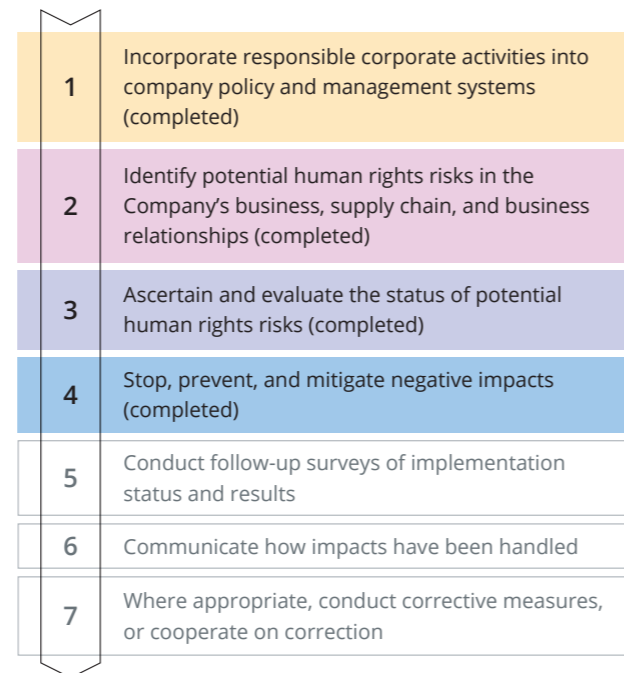 1
Incorporate responsible corporate activities into
company policy and management systems
(completed)
2
Identify potential human rights risks in the
Company’s business, supply chain, and business
relationships (completed)
3
Ascertain and evaluate the status of potential
human rights risks (completed)
4
Stop, prevent, and mitigate negative impacts
(completed)
5
Conduct follow-up surveys of implementation
status and results
6
Communicate how impacts have been handled
7
Where appropriate, conduct corrective measures,
or cooperate on correction